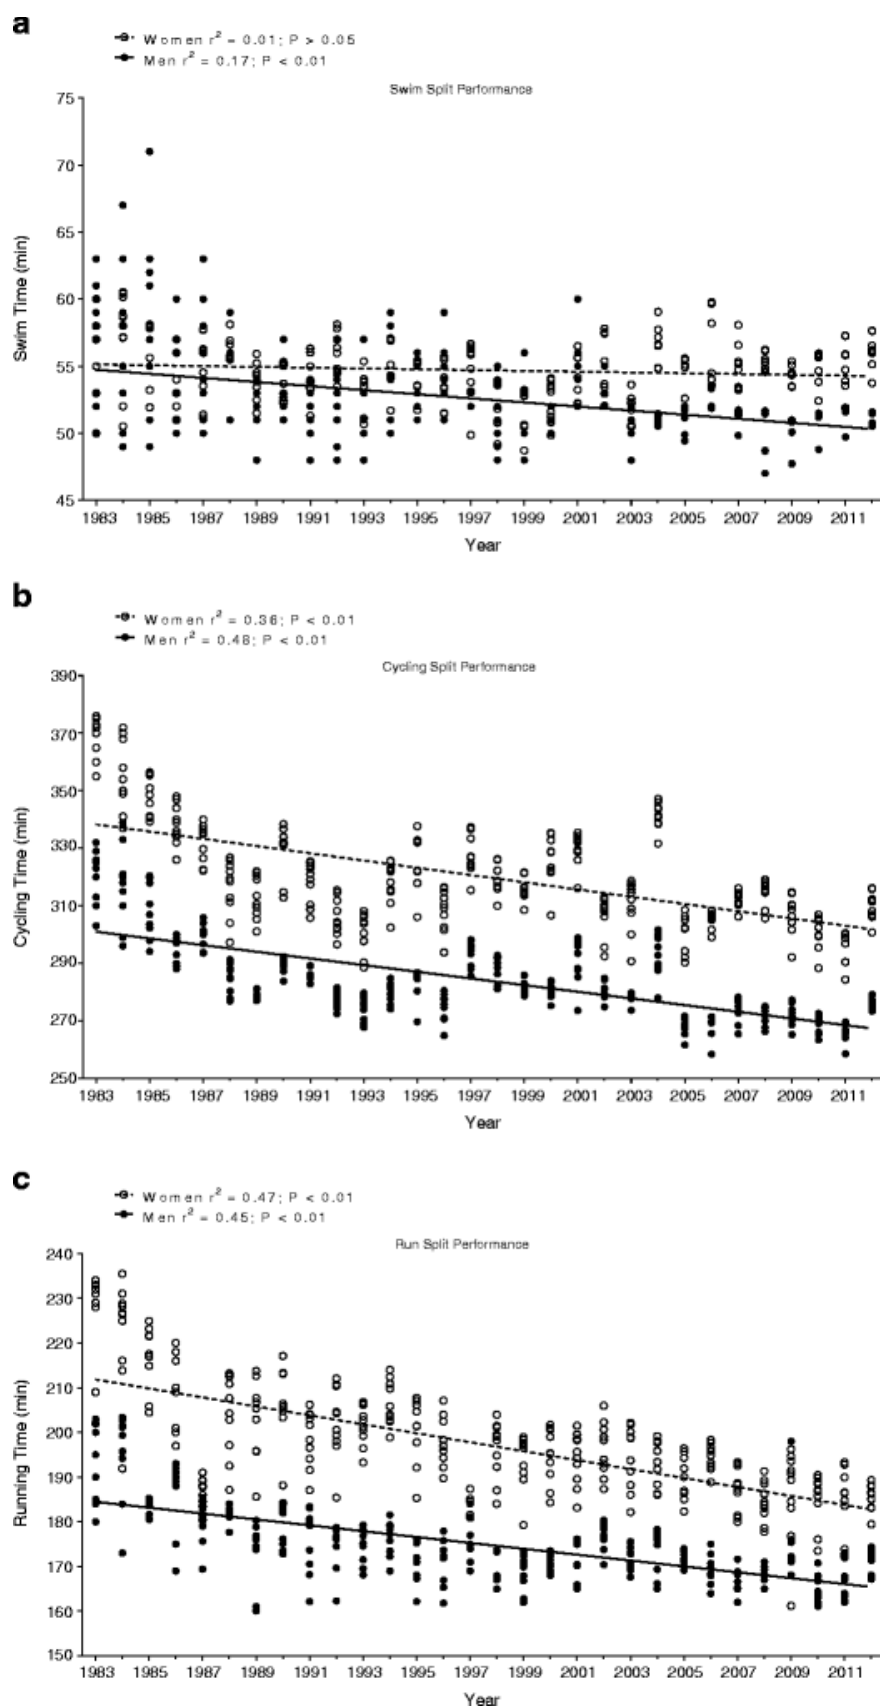 a
Women r² = 0.01; P > 0.05
Men r² = 0.17; P < 0.01
Swim Split Performance
75
70
65
60
55
50
45
Swim Time (min)
1983 1985 1987 1989 1991 1993 1995 1997 1999 2001 2003 2005 2007 2009 2011
Year
b
Women r² = 0.36; P < 0.01
Men r² = 0.48; P < 0.01
Cycling Split Performance
390
370
350
330
310
290
270
250
Cycling Time (min)
1983 1985 1987 1989 1991 1993 1995 1997 1999 2001 2003 2005 2007 2009 2011
Year
c
Women r² = 0.47; P < 0.01
Men r² = 0.45; P < 0.01
Run Split Performance
240
230
220
210
200
190
180
170
160
150
Running Time (min)
1983 1985 1987 1989 1991 1993 1995 1997 1999 2001 2003 2005 2007 2009 2011
Year